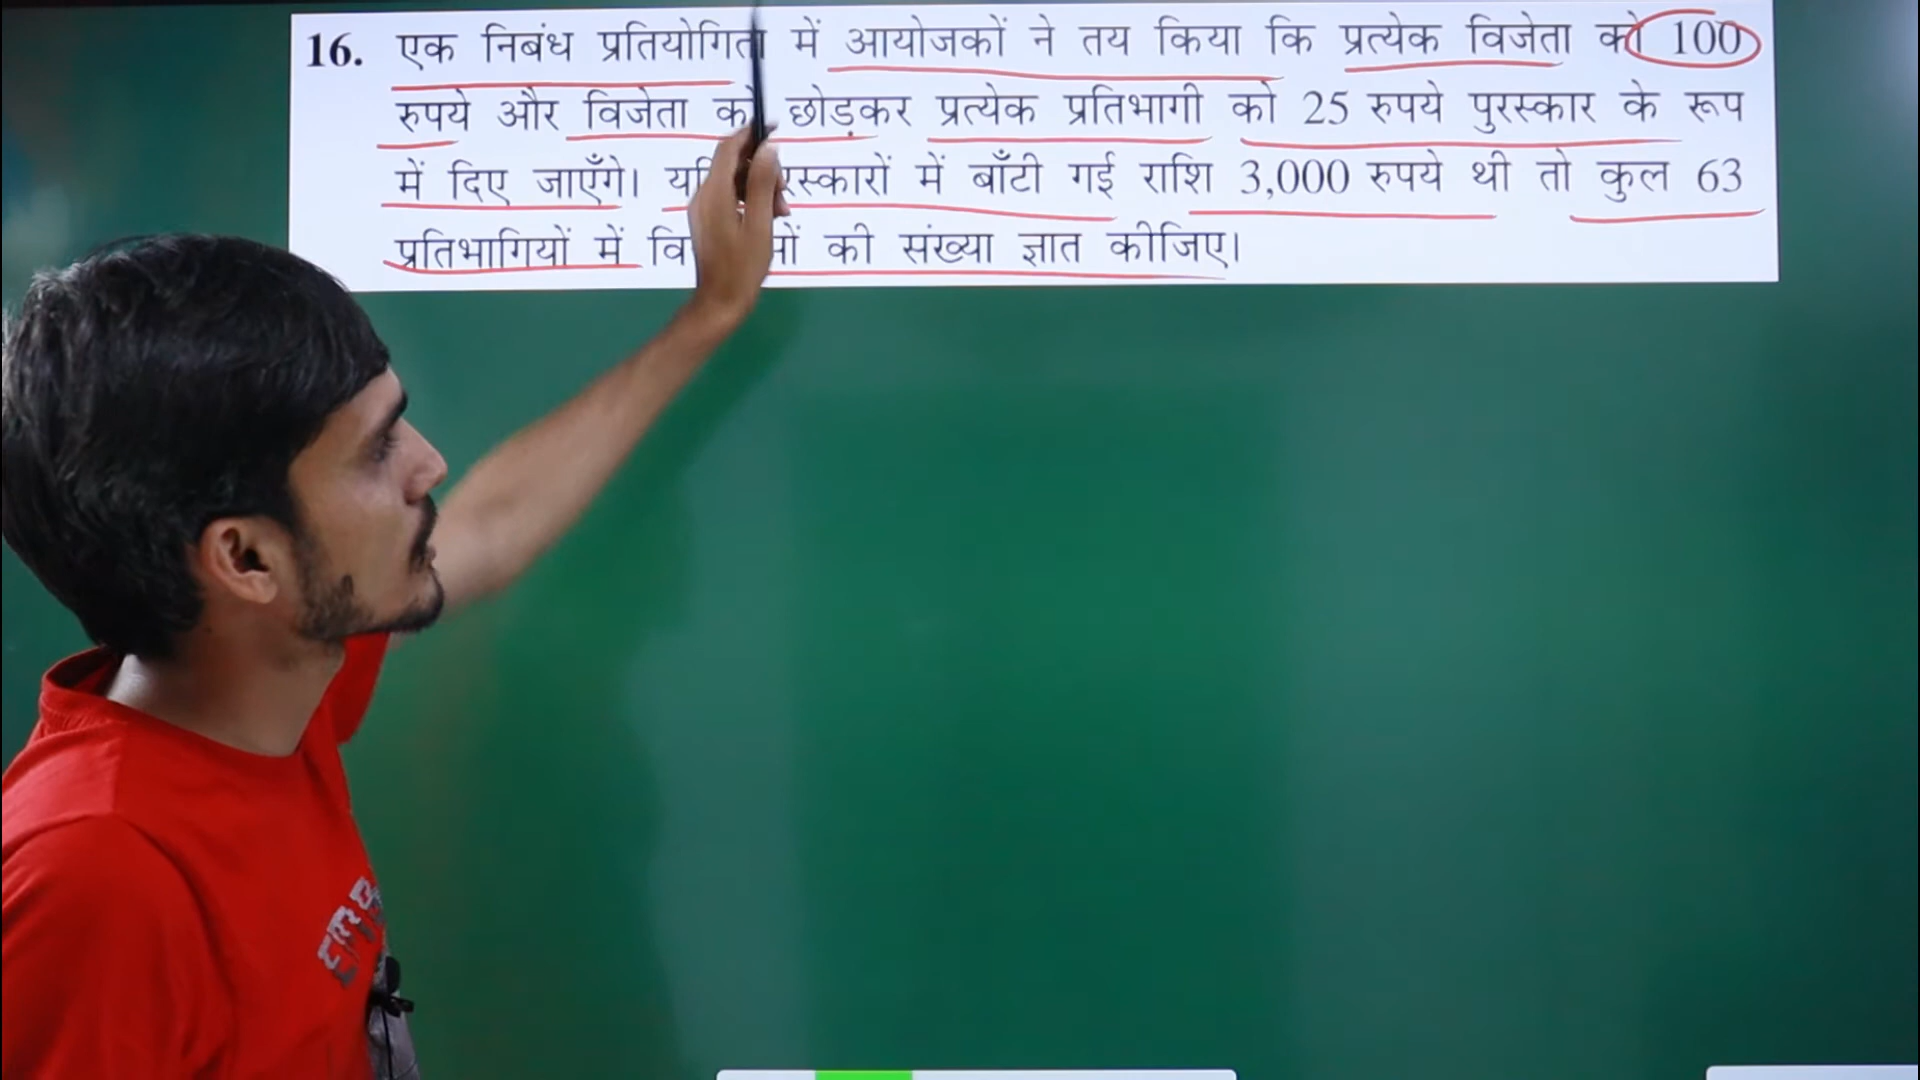 16. एक निबंध प्रतियोगिता में आयोजकों ने तय किया कि प्रत्येक विजेता को 100
रुपये और विजेता को छोड़कर प्रत्येक प्रतिभागी को 25 रुपये पुरस्कार के रूप
में दिए जाएँगे। में बाँटी गई राशि 3,000 रुपये थी तो कुल 63
प्रतिभागियों में की संख्या ज्ञात कीजिए।